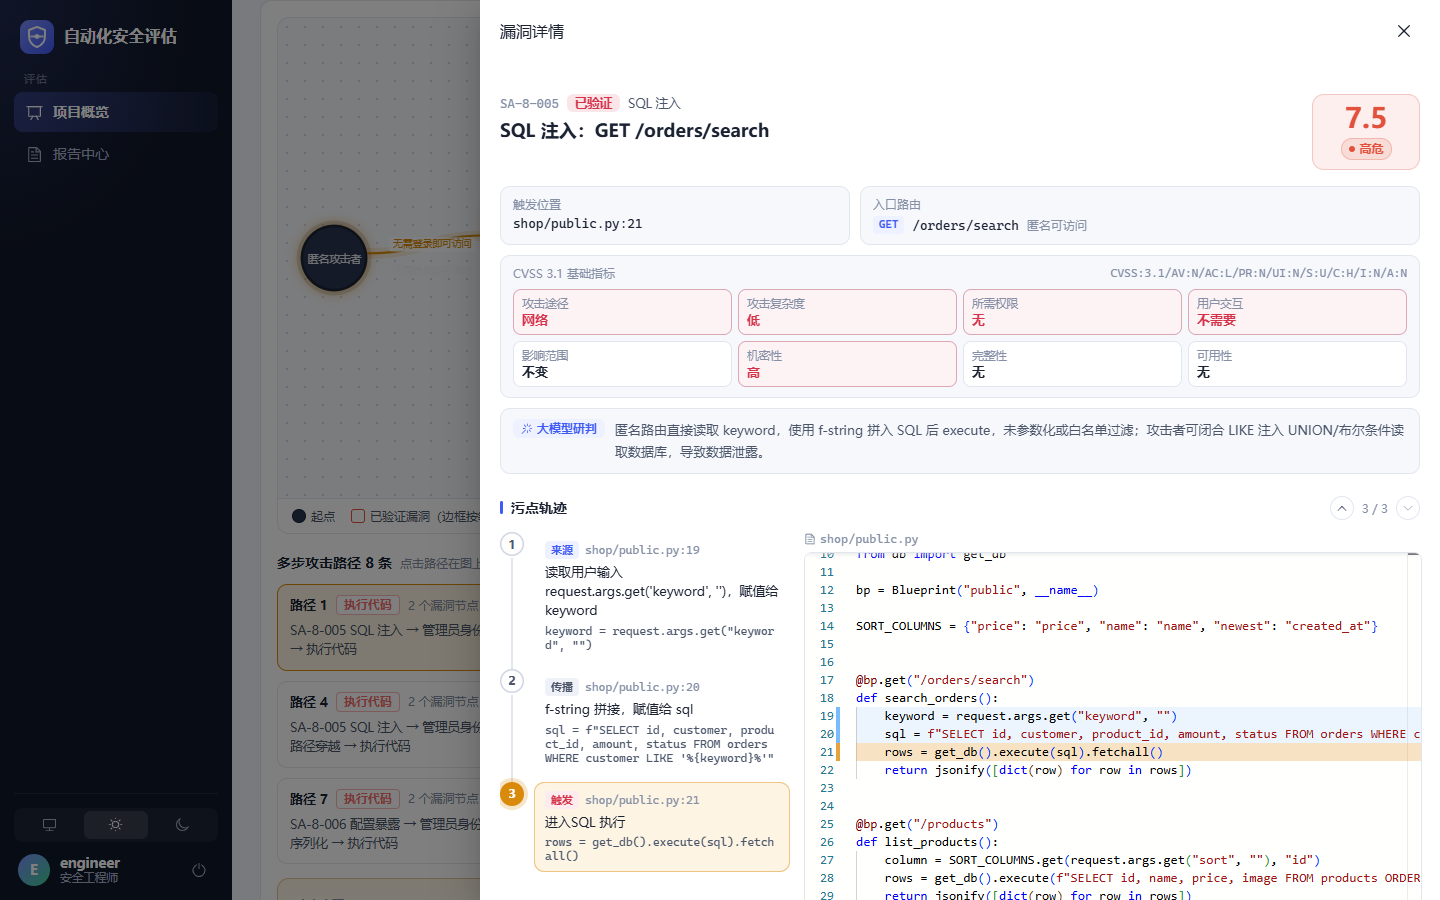 自动化安全评估
评估
项目概览
报告中心
engineer
安全工程师
E
匿名攻击者
无需登录即可访问
起点
已验证漏洞
多步攻击路径 8 条
点击路径在图上
路径 1 执行代码 2 个漏洞节点
SA-8-005 SQL 注入 → 管理员身份
→ 执行代码
路径 4 执行代码 2 个漏洞节点
SA-8-005 SQL 注入 → 管理员身份
路径穿越 → 执行代码
路径 7 执行代码 2 个漏洞节点
SA-8-006 配置暴露 → 管理员身份
序列化 → 执行代码
漏洞详情
SA-8-005 已验证 SQL 注入
SQL 注入：GET /orders/search
7.5
高危
触发位置
shop/public.py:21
入口路由
GET /orders/search 匿名可访问
CVSS 3.1 基础指标
CVSS:3.1/AV:N/AC:L/PR:N/UI:N/S:U/C:H/I:N/A:N
攻击途径
网络
攻击复杂度
低
所需权限
无
用户交互
不需要
影响范围
不变
机密性
高
完整性
无
可用性
无
大模型研判
匿名路由直接读取 keyword，使用 f-string 拼入 SQL 后 execute，未参数化或白名单过滤；攻击者可闭合 LIKE 注入 UNION/布尔条件读
取数据库，导致数据泄露。
污点轨迹
3 / 3
1
来源 shop/public.py:19
读取用户输入
request.args.get('keyword', '')，赋值给
keyword
keyword = request.args.get("keywor
d", "")
2
传播 shop/public.py:20
f-string 拼接，赋值给 sql
sql = f"SELECT id, customer, produ
ct_id, amount, status FROM orders
WHERE customer LIKE '%{keyword}%'"
3
触发 shop/public.py:21
进入SQL 执行
rows = get_db().execute(sql).fetch
all()
shop/public.py
10 from db import get_db
11
12 bp = Blueprint("public", __name__)
13
14 SORT_COLUMNS = {"price": "price", "name": "name", "newest": "created_at"}
15
16
17 @bp.get("/orders/search")
18 def search_orders():
19 keyword = request.args.get("keyword", "")
20 sql = f"SELECT id, customer, product_id, amount, status FROM orders WHERE c
21 rows = get_db().execute(sql).fetchall()
22 return jsonify([dict(row) for row in rows])
23
24
25 @bp.get("/products")
26 def list_products():
27 column = SORT_COLUMNS.get(request.args.get("sort", ""), "id")
28 rows = get_db().execute(f"SELECT id, name, price, image FROM products ORDER
29 return jsonify([dict(row) for row in rows])